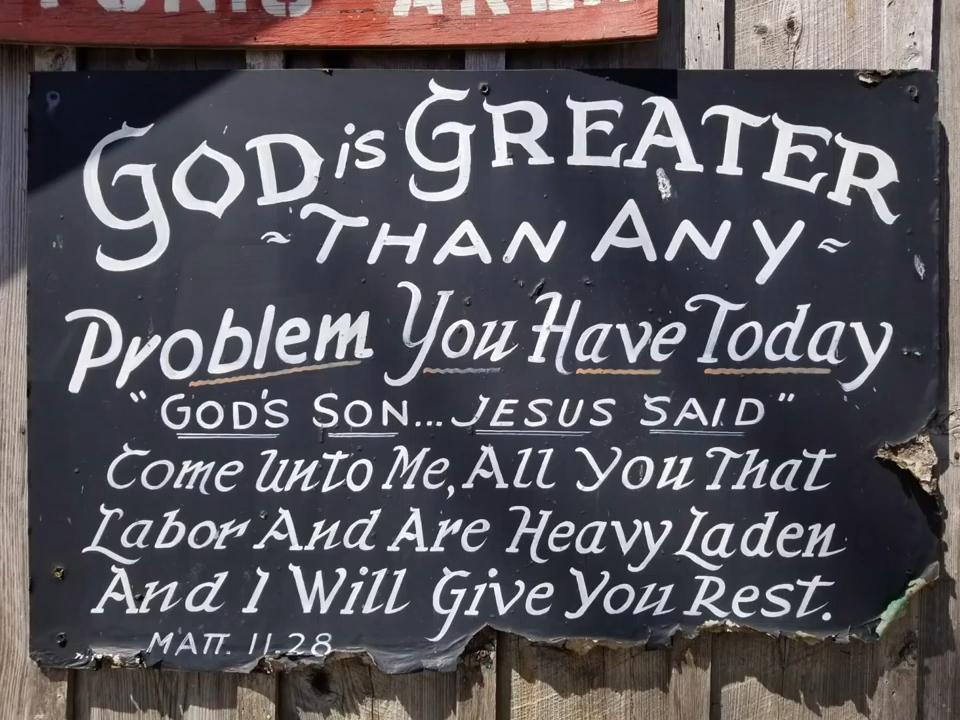 GOD is GREATER
~ THAN ANY ~
Problem You Have Today
"GOD'S SON...JESUS SAID"
Come Unto Me, All You That
Labor And Are Heavy Laden
And I Will Give You Rest.
MATT. 11.28